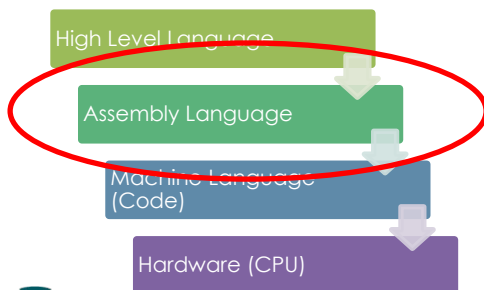 High Level Language
Assembly Language
Machine Language
(Code)
Hardware (CPU)